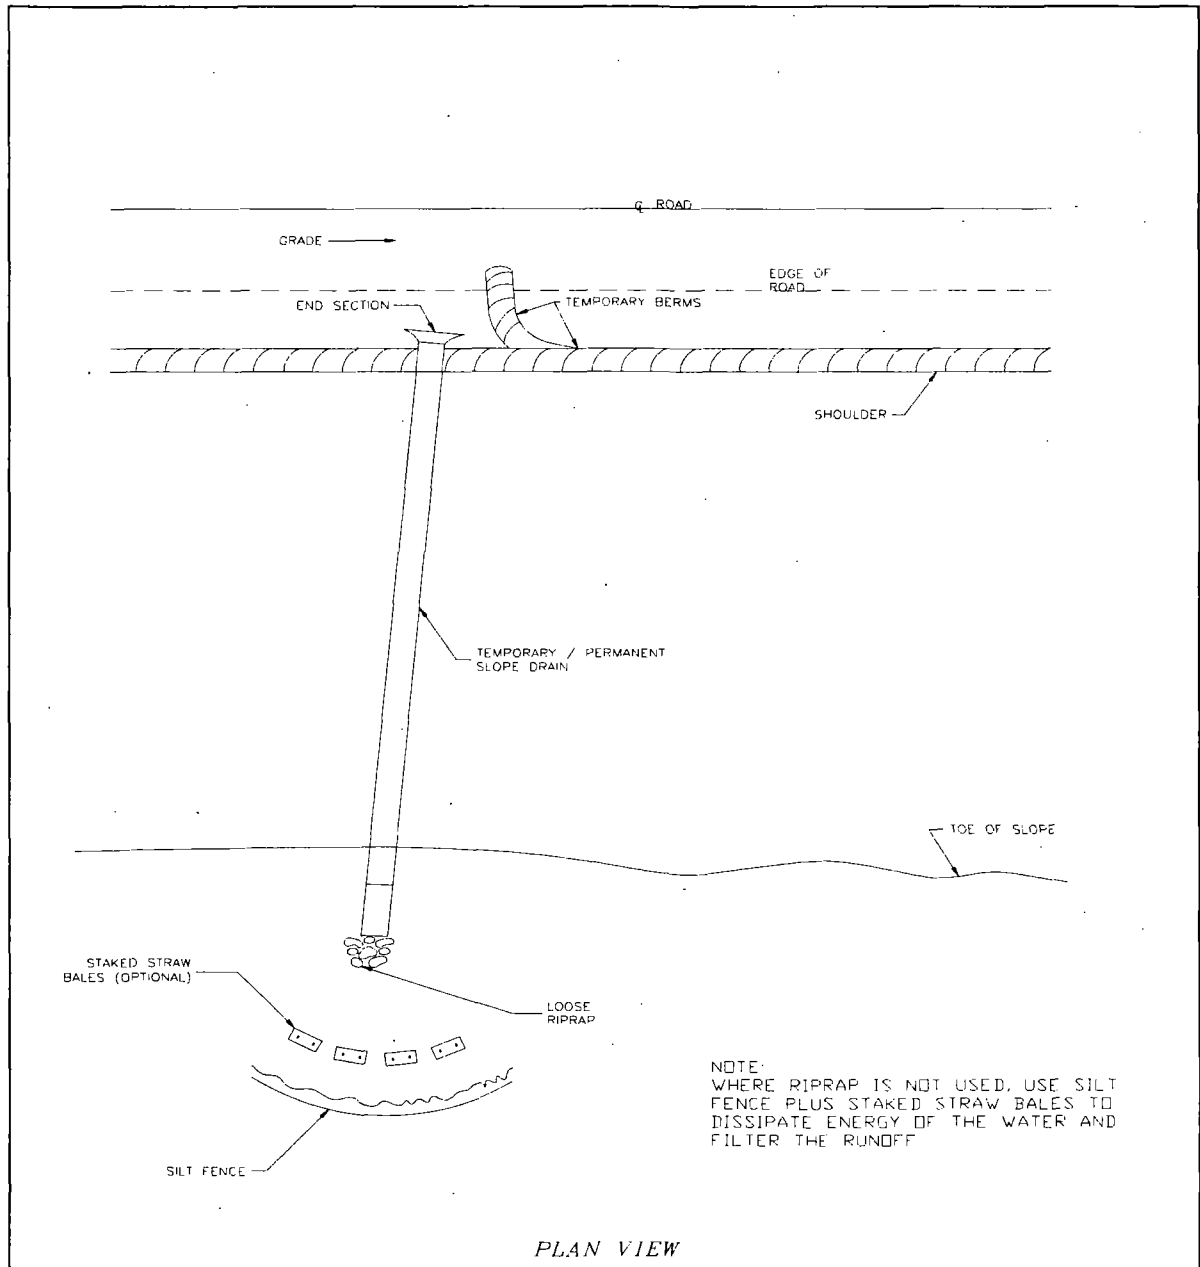 ℄ ROAD
GRADE
EDGE OF
ROAD
END SECTION
TEMPORARY BERMS
SHOULDER
TEMPORARY / PERMANENT
SLOPE DRAIN
TOE OF SLOPE
STAKED STRAW
BALES (OPTIONAL)
LOOSE
RIPRAP
NOTE:
WHERE RIPRAP IS NOT USED, USE SILT
FENCE PLUS STAKED STRAW BALES TO
DISSIPATE ENERGY OF THE WATER AND
FILTER THE RUNOFF
SILT FENCE
PLAN VIEW